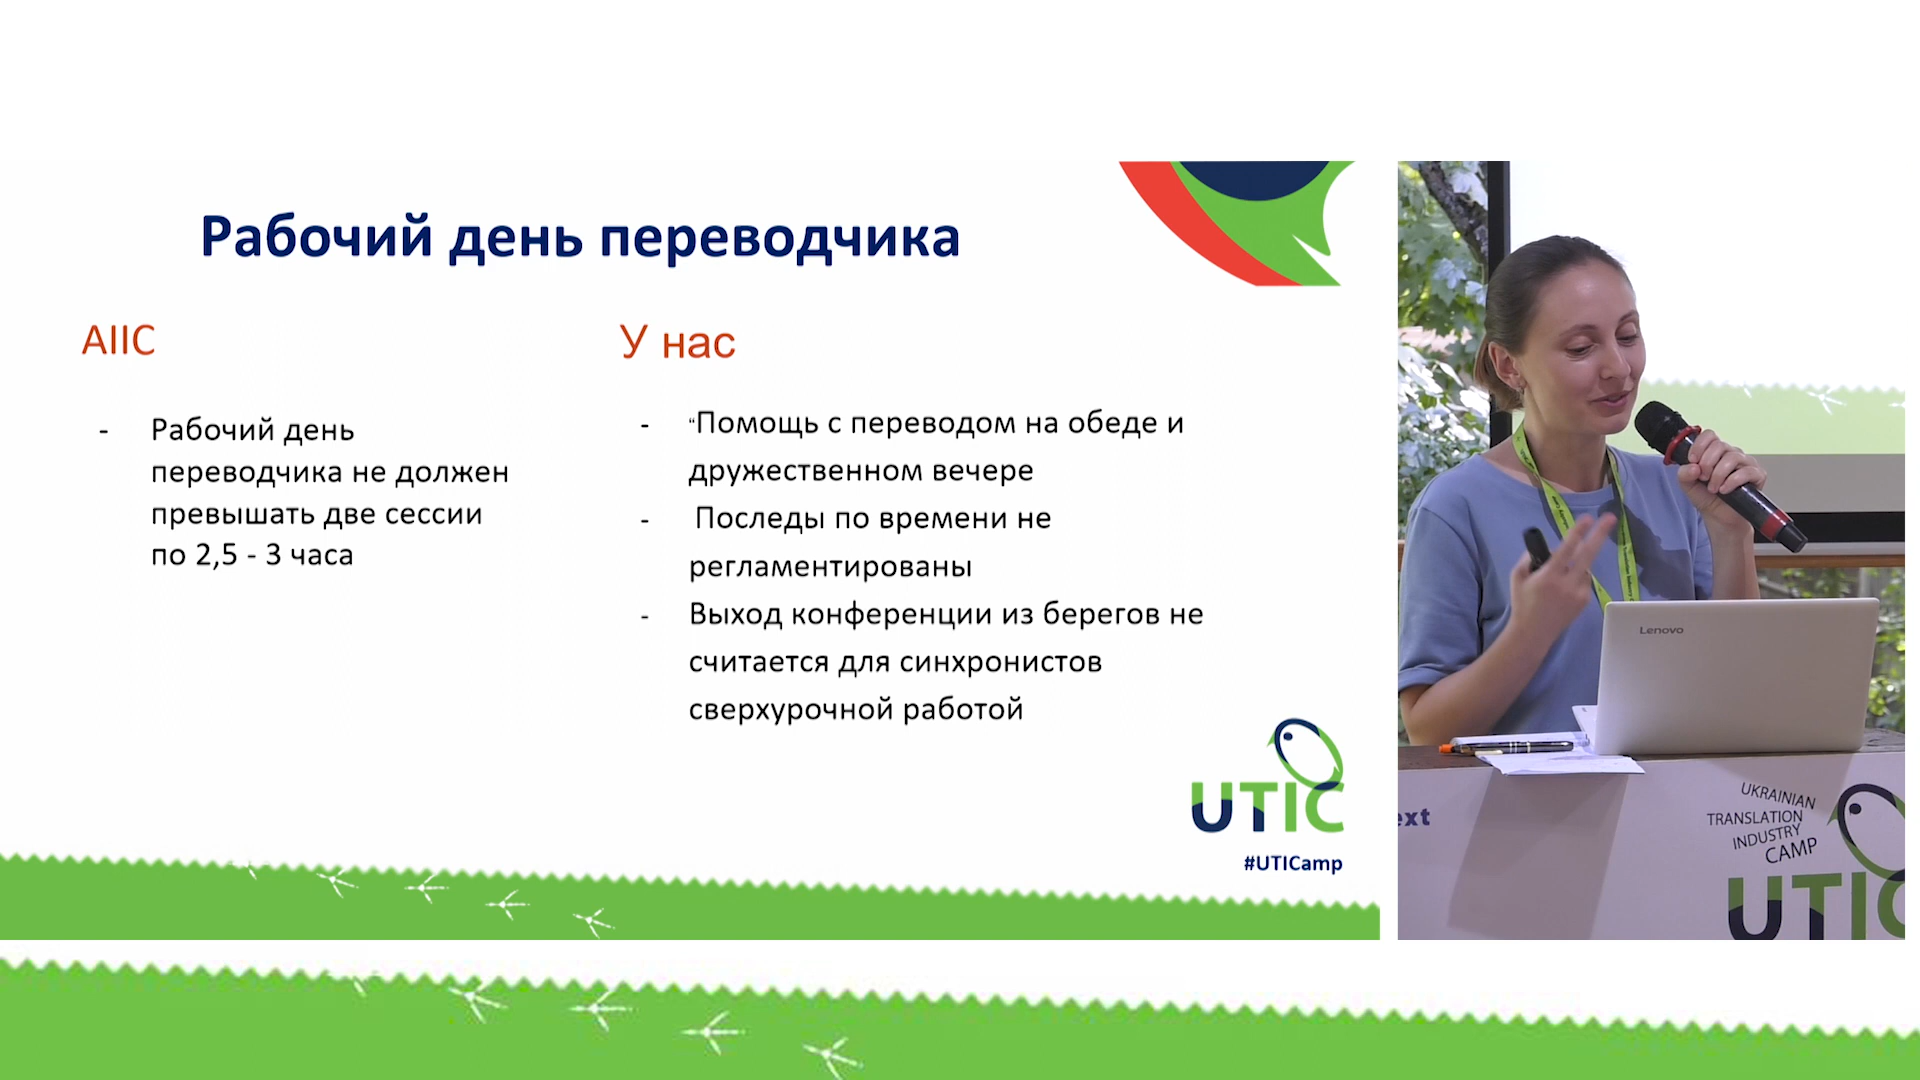 Рабочий день переводчика
AIIC
- Рабочий день
переводчика не должен
превышать две сессии
по 2,5 - 3 часа
У нас
- “Помощь с переводом на обеде и
дружественном вечере
- Последы по времени не
регламентированы
- Выход конференции из берегов не
считается для синхронистов
сверхурочной работой
UTIC
#UTICamp
Lenovo
ext
UKRAINIAN
TRANSLATION
INDUSTRY
CAMP
UTIC